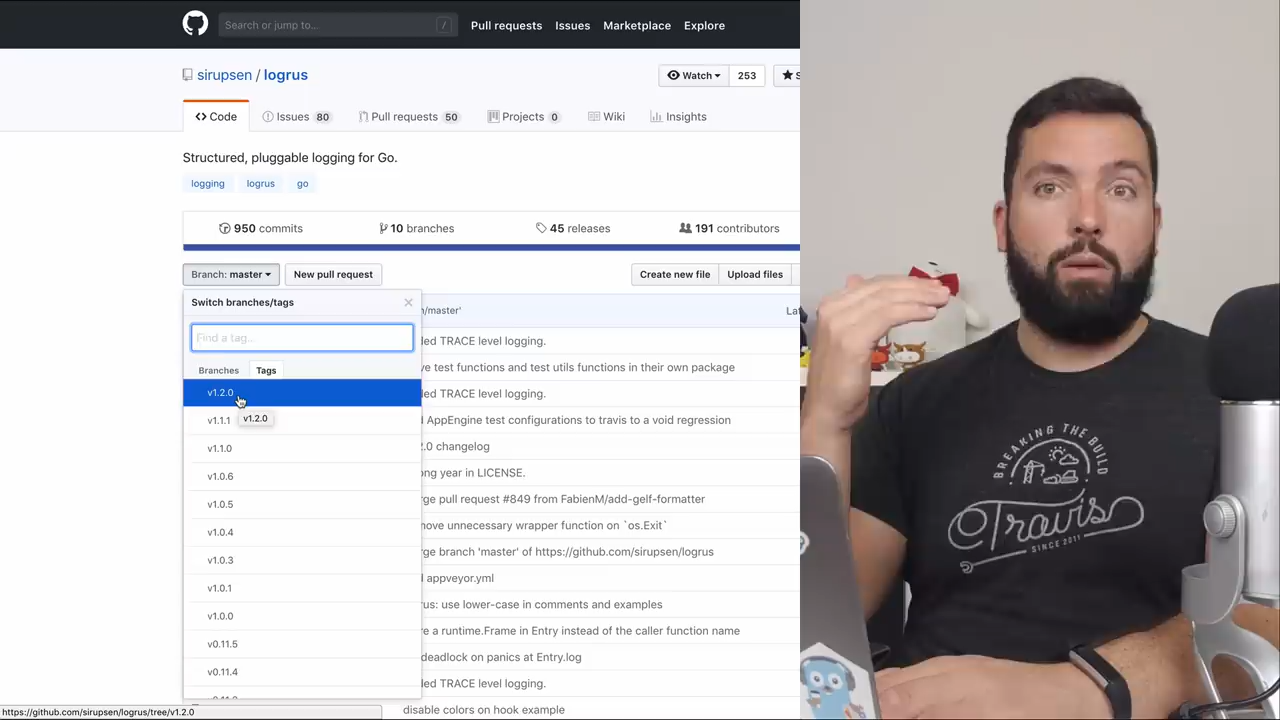 Search or jump to...
/
Pull requests
Issues
Marketplace
Explore
sirupsen / logrus
Watch
253
Code
Issues 80
Pull requests 50
Projects 0
Wiki
Insights
Structured, pluggable logging for Go.
logging
logrus
go
950 commits
10 branches
45 releases
191 contributors
Branch: master
New pull request
Create new file
Upload files
Switch branches/tags
Find a tag...
Branches
Tags
v1.2.0
v1.2.0
v1.1.1
v1.1.0
v1.0.6
v1.0.5
v1.0.4
v1.0.3
v1.0.1
v1.0.0
v0.11.5
v0.11.4
/master'
ded TRACE level logging.
ve test functions and test utils functions in their own package
ded TRACE level logging.
AppEngine test configurations to travis to a void regression
.0 changelog
ong year in LICENSE.
rge pull request #849 from FabienM/add-gelf-formatter
move unnecessary wrapper function on `os.Exit`
rge branch 'master' of https://github.com/sirupsen/logrus
appveyor.yml
rus: use lower-case in comments and examples
re a runtime.Frame in Entry instead of the caller function name
deadlock on panics at Entry.log
ded TRACE level logging.
disable colors on hook example
https://github.com/sirupsen/logrus/tree/v1.2.0
BREAKING THE BUILD
Travis
SINCE 2011